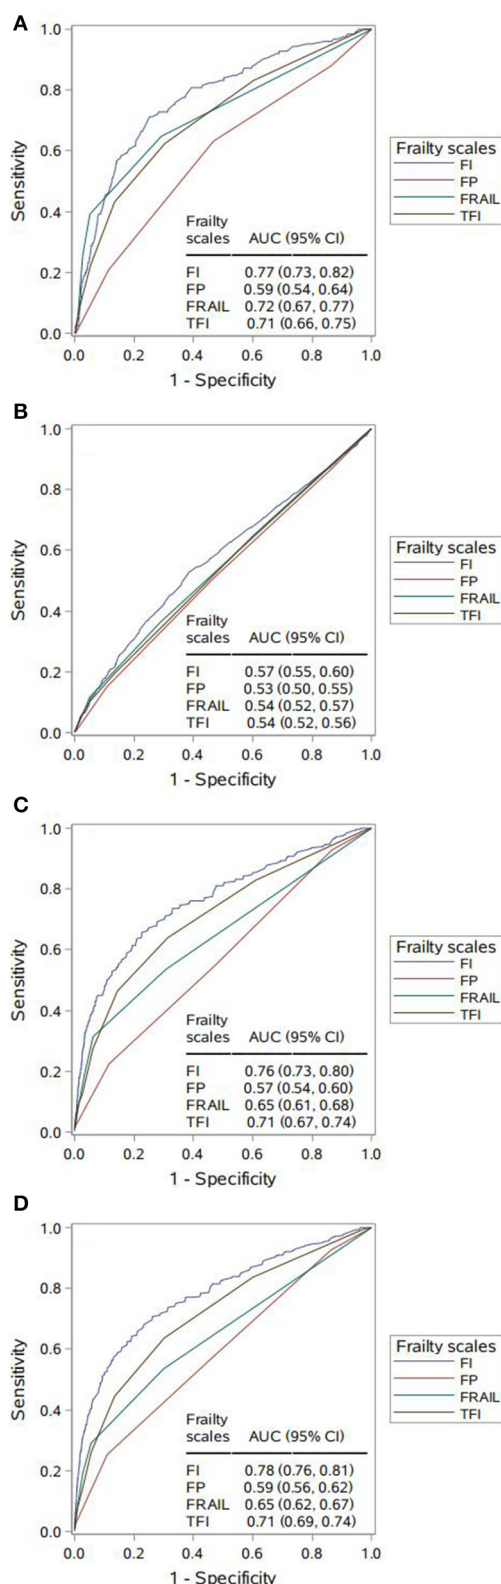 A
Sensitivity
1.0
0.8
0.6
0.4
0.2
0.0
Frailty scales
FI
FP
FRAIL
TFI
Frailty scales AUC (95% CI)
FI 0.77 (0.73, 0.82)
FP 0.59 (0.54, 0.64)
FRAIL 0.72 (0.67, 0.77)
TFI 0.71 (0.66, 0.75)
0.0 0.2 0.4 0.6 0.8 1.0
1 - Specificity
B
Sensitivity
1.0
0.8
0.6
0.4
0.2
0.0
Frailty scales
FI
FP
FRAIL
TFI
Frailty scales AUC (95% CI)
FI 0.57 (0.55, 0.60)
FP 0.53 (0.50, 0.55)
FRAIL 0.54 (0.52, 0.57)
TFI 0.54 (0.52, 0.56)
0.0 0.2 0.4 0.6 0.8 1.0
1 - Specificity
C
Sensitivity
1.0
0.8
0.6
0.4
0.2
0.0
Frailty scales
FI
FP
FRAIL
TFI
Frailty scales AUC (95% CI)
FI 0.76 (0.73, 0.80)
FP 0.57 (0.54, 0.60)
FRAIL 0.65 (0.61, 0.68)
TFI 0.71 (0.67, 0.74)
0.0 0.2 0.4 0.6 0.8 1.0
1 - Specificity
D
Sensitivity
1.0
0.8
0.6
0.4
0.2
0.0
Frailty scales
FI
FP
FRAIL
TFI
Frailty scales AUC (95% CI)
FI 0.78 (0.76, 0.81)
FP 0.59 (0.56, 0.62)
FRAIL 0.65 (0.62, 0.67)
TFI 0.71 (0.69, 0.74)
0.0 0.2 0.4 0.6 0.8 1.0
1 - Specificity